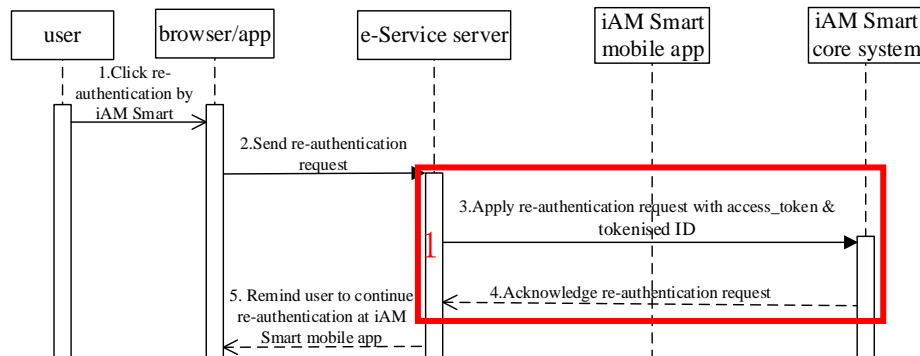 user
browser/app
e-Service server
iAM Smart
mobile app
iAM Smart
core system
1.Click re-
authentication by
iAM Smart
2.Send re-authentication
request
3.Apply re-authentication request with access_token &
tokenised ID
1
4.Acknowledge re-authentication request
5. Remind user to continue
re-authentication at iAM
Smart mobile app